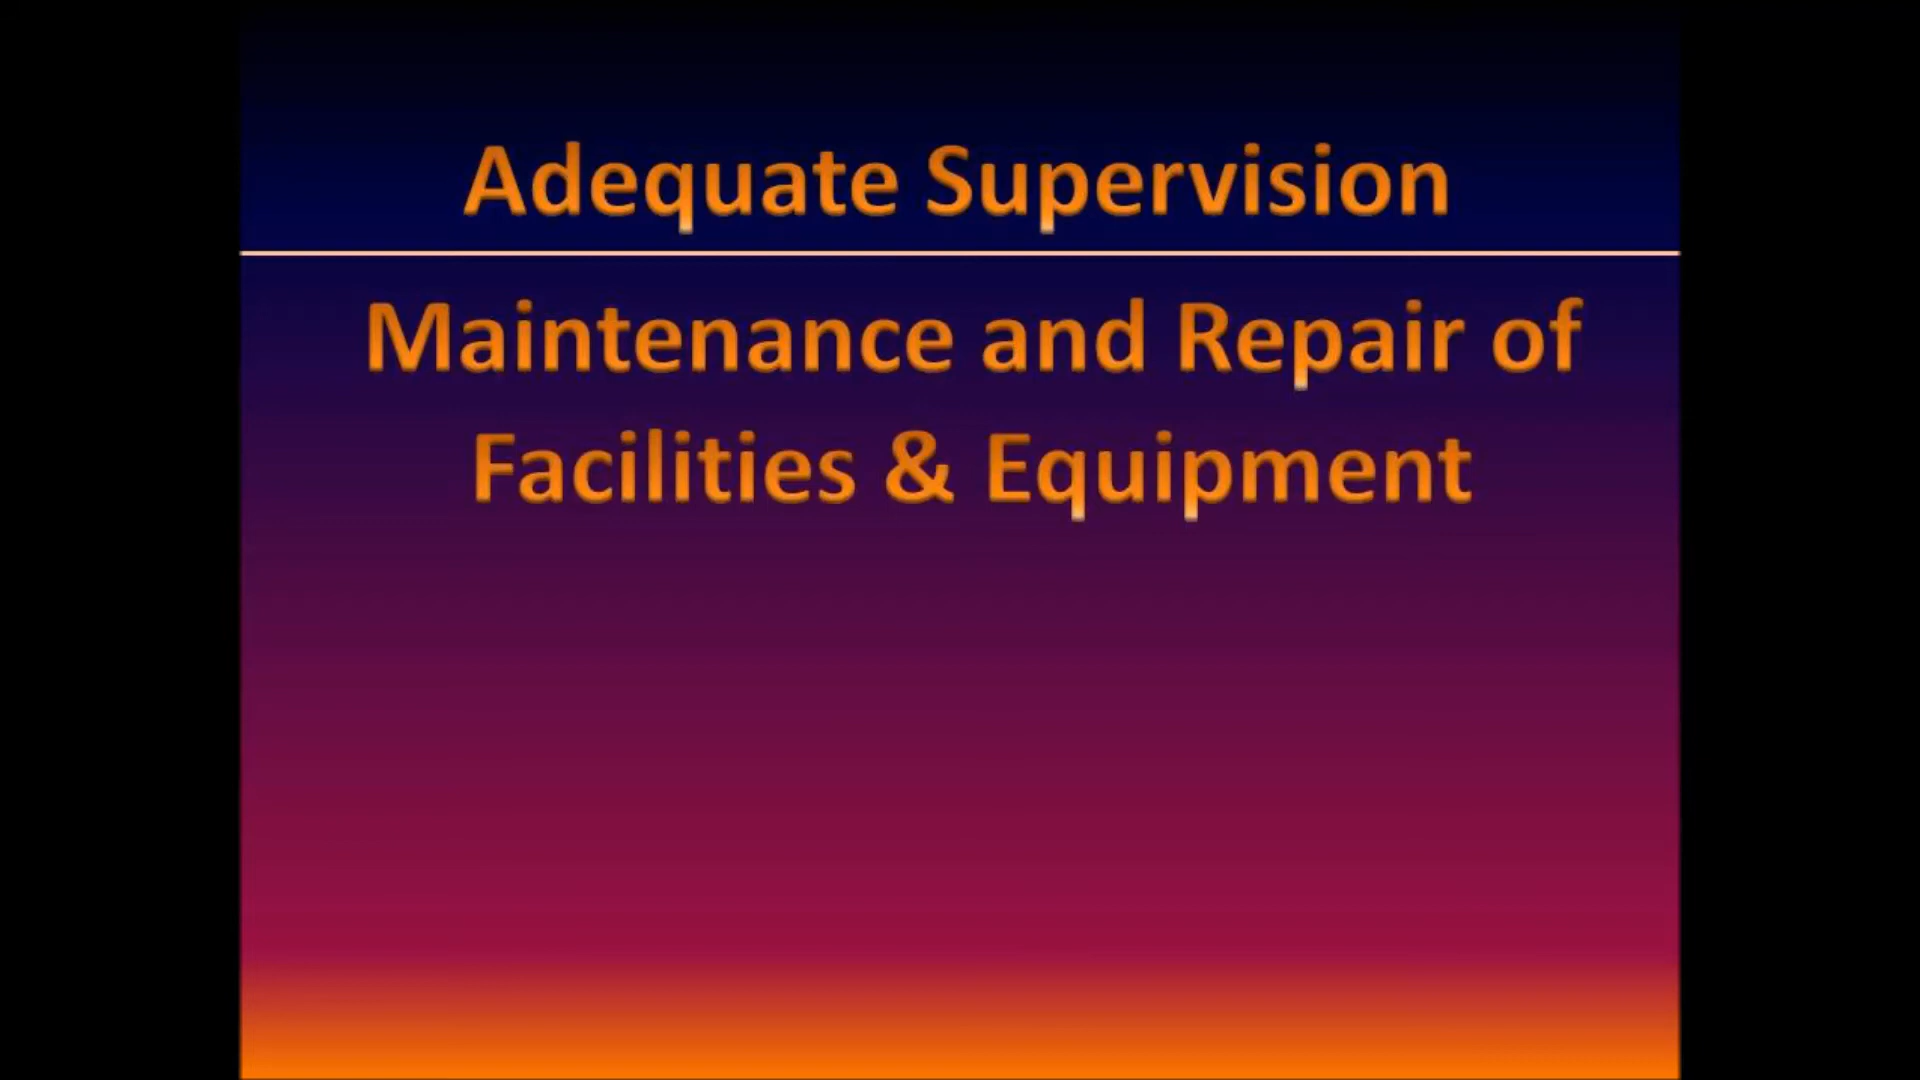 Adequate Supervision
Maintenance and Repair of
Facilities & Equipment